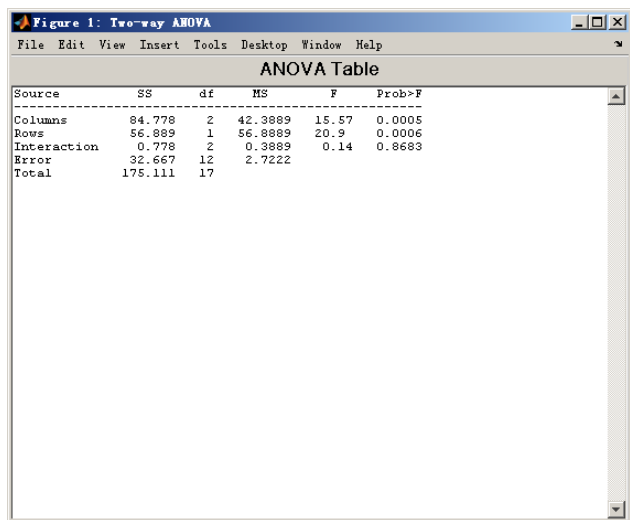 Figure 1: Two-way ANOVA
File Edit View Insert Tools Desktop Window Help
ANOVA Table
Source SS df MS F Prob>F
Columns 84.778 2 42.3889 15.57 0.0005
Rows 56.889 1 56.8889 20.9 0.0006
Interaction 0.778 2 0.3889 0.14 0.8683
Error 32.667 12 2.7222
Total 175.111 17